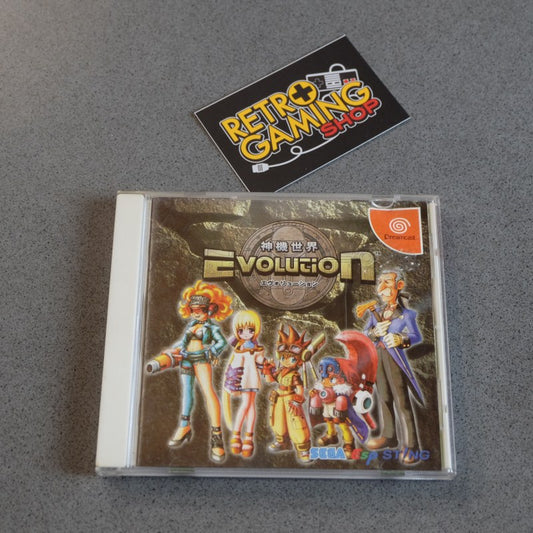 RETRO
GAMING
SHOP
Dreamcast
神機世界
EVOLUTION
エヴォリューション
SEGA ESP STING